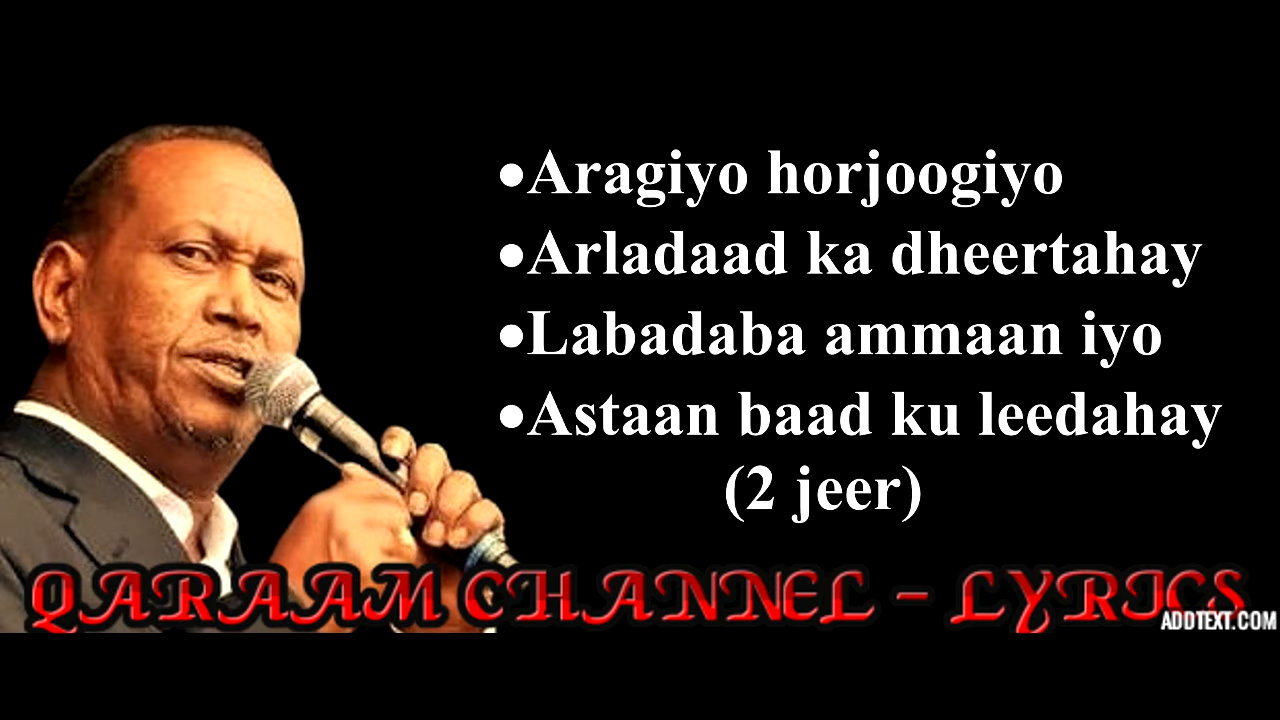 •Aragiyo horjoogiyo
•Arladaad ka dheertahay
•Labadaba ammaan iyo
•Astaan baad ku leedahay
(2 jeer)
QARAAM CHANNEL - LYRICS
ADDTEXT.COM